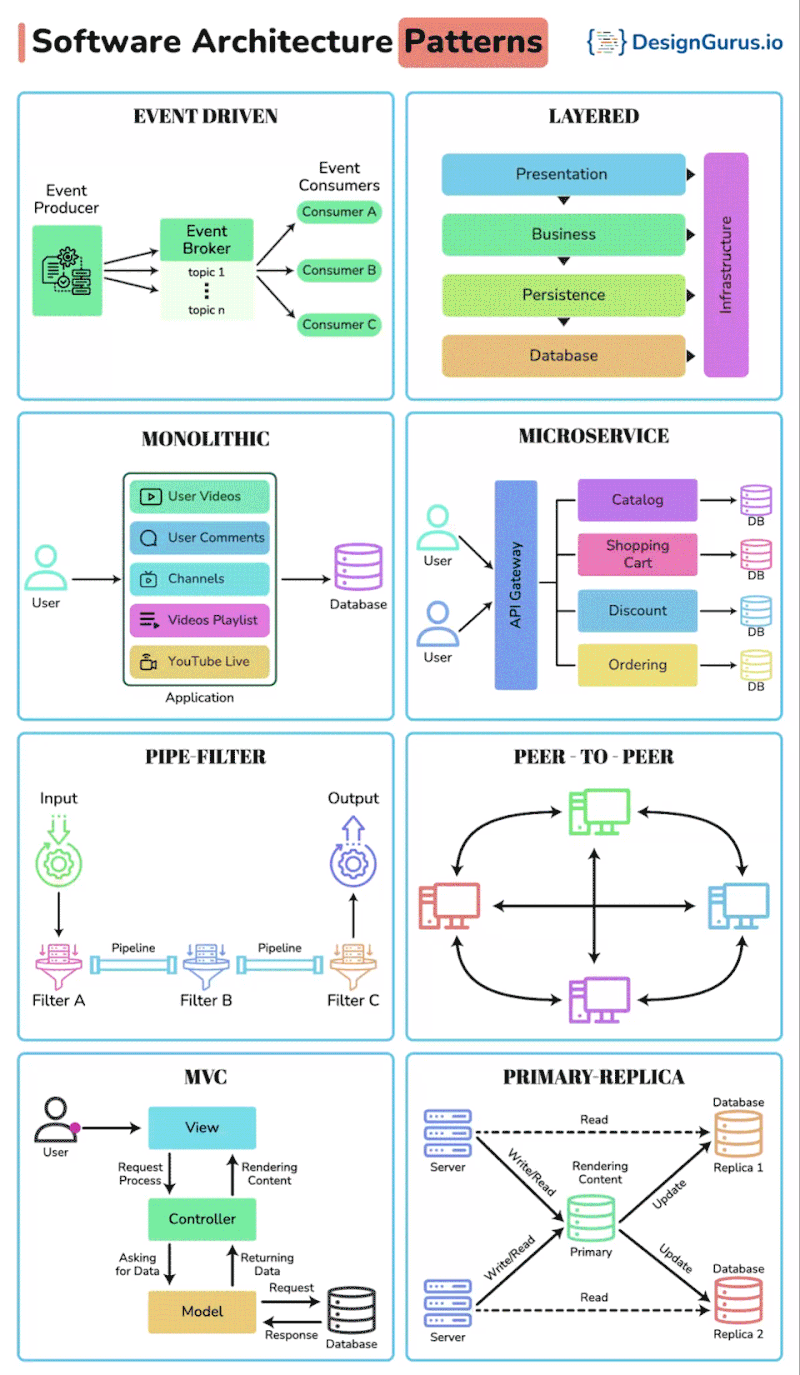 Software Architecture Patterns
DesignGurus.io
EVENT DRIVEN
Event
Producer
Event
Broker
topic 1
topic n
Event
Consumers
Consumer A
Consumer B
Consumer C
LAYERED
Presentation
Business
Persistence
Database
Infrastructure
MONOLITHIC
User
User Videos
User Comments
Channels
Videos Playlist
YouTube Live
Application
Database
MICROSERVICE
User
User
API Gateway
Catalog
DB
Shopping
Cart
DB
Discount
DB
Ordering
DB
PIPE-FILTER
Input
Output
Pipeline
Pipeline
Filter A
Filter B
Filter C
PEER - TO - PEER
MVC
User
View
Request
Process
Rendering
Content
Controller
Asking
for Data
Returning
Data
Model
Request
Response
Database
PRIMARY-REPLICA
Server
Read
Database
Replica 1
Write/Read
Rendering
Content
Primary
Update
Write/Read
Update
Server
Read
Database
Replica 2